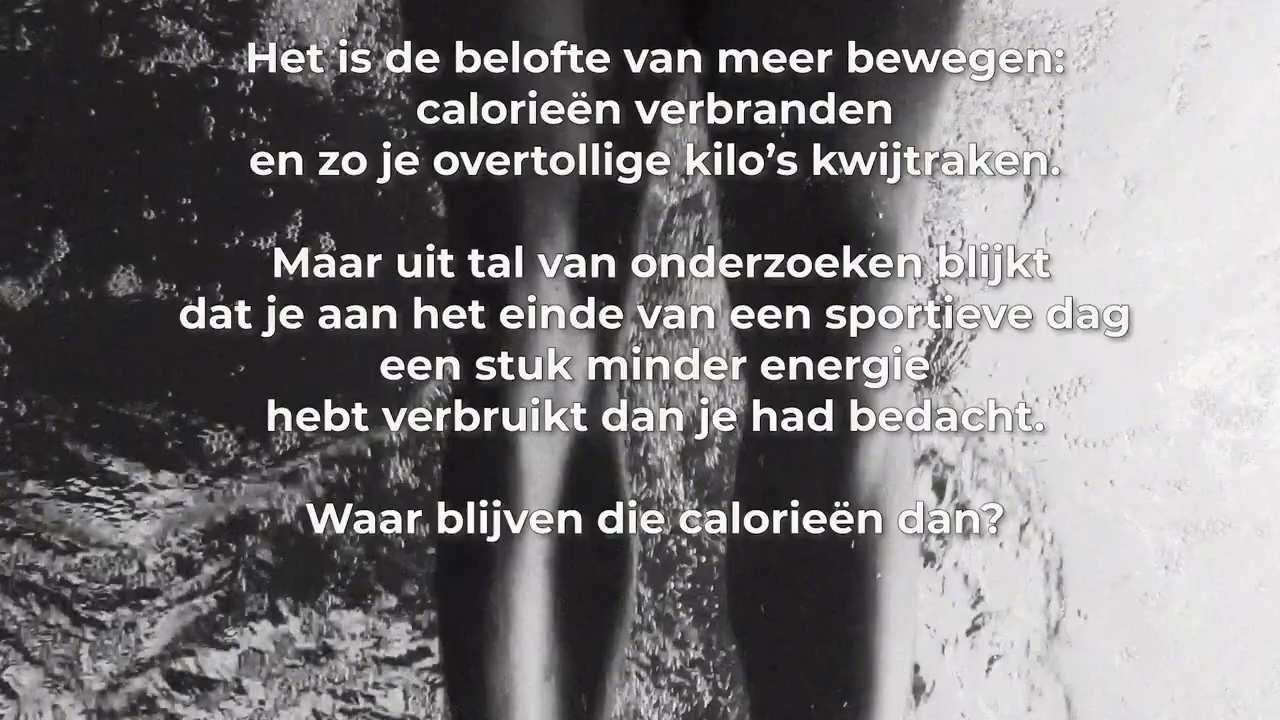 Het is de belofte van meer bewegen:
calorieën verbranden
en zo je overtollige kilo’s kwijtraken.
Maar uit tal van onderzoeken blijkt
dat je aan het einde van een sportieve dag
een stuk minder energie
hebt verbruikt dan je had bedacht.
Waar blijven die calorieën dan?